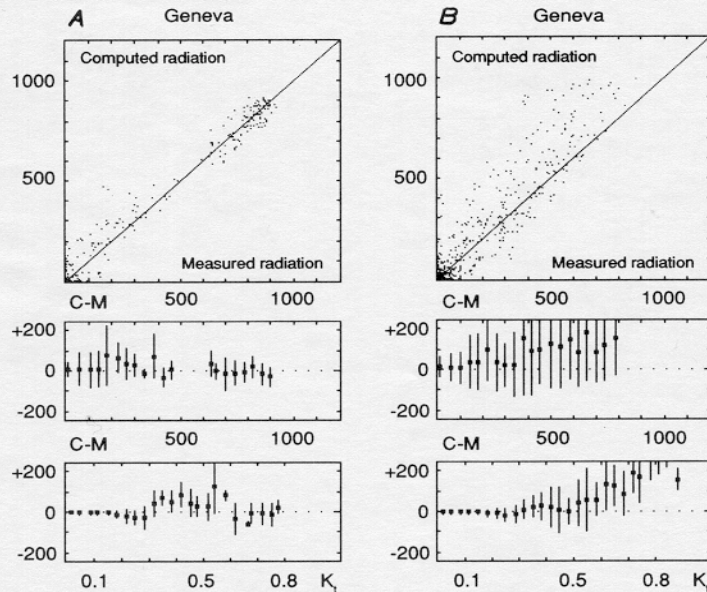 A Geneva
Computed radiation
1000
500
Measured radiation
C-M 500 1000
+200
0
-200
C-M 500 1000
+200
0
-200
0.1 0.5 0.8 Kt
B Geneva
Computed radiation
1000
500
Measured radiation
C-M 500 1000
+200
0
-200
C-M 500 1000
+200
0
-200
0.1 0.5 0.8 Kt